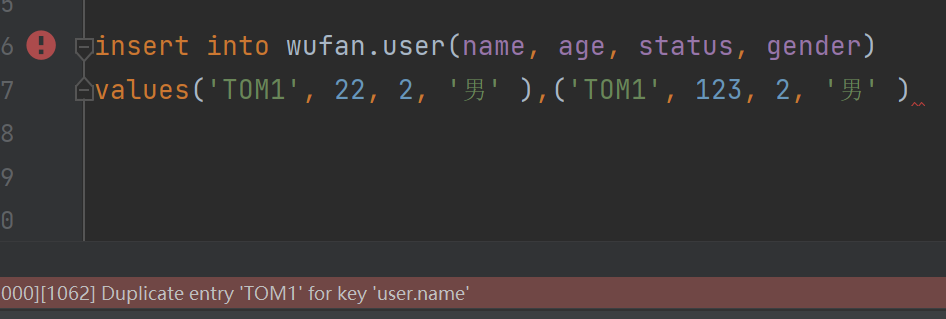 5
6 insert into wufan.user(name, age, status, gender)
7 values('TOM1', 22, 2, '男' ),('TOM1', 123, 2, '男' )
8
9
0
000][1062] Duplicate entry 'TOM1' for key 'user.name'